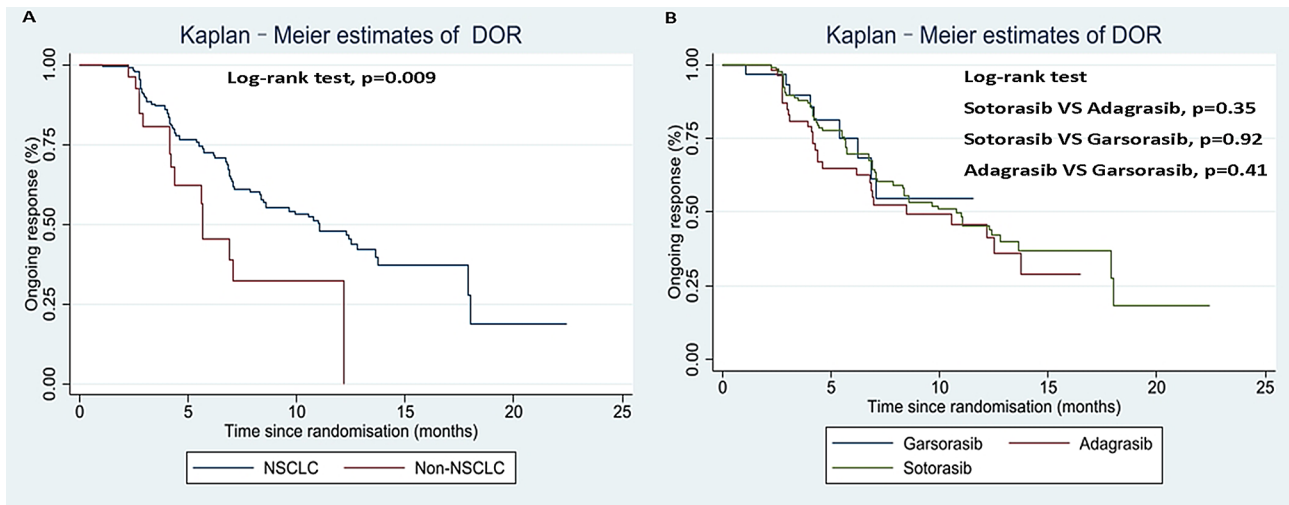 A
Kaplan – Meier estimates of DOR
Log-rank test, p=0.009
Ongoing response (%)
1.00
0.75
0.50
0.25
0.00
0 5 10 15 20 25
Time since randomisation (months)
NSCLC Non-NSCLC
B
Kaplan – Meier estimates of DOR
Log-rank test
Sotorasib VS Adagrasib, p=0.35
Sotorasib VS Garsorasib, p=0.92
Adagrasib VS Garsorasib, p=0.41
Ongoing response (%)
1.00
0.75
0.50
0.25
0.00
0 5 10 15 20 25
Time since randomisation (months)
Garsorasib Adagrasib
Sotorasib